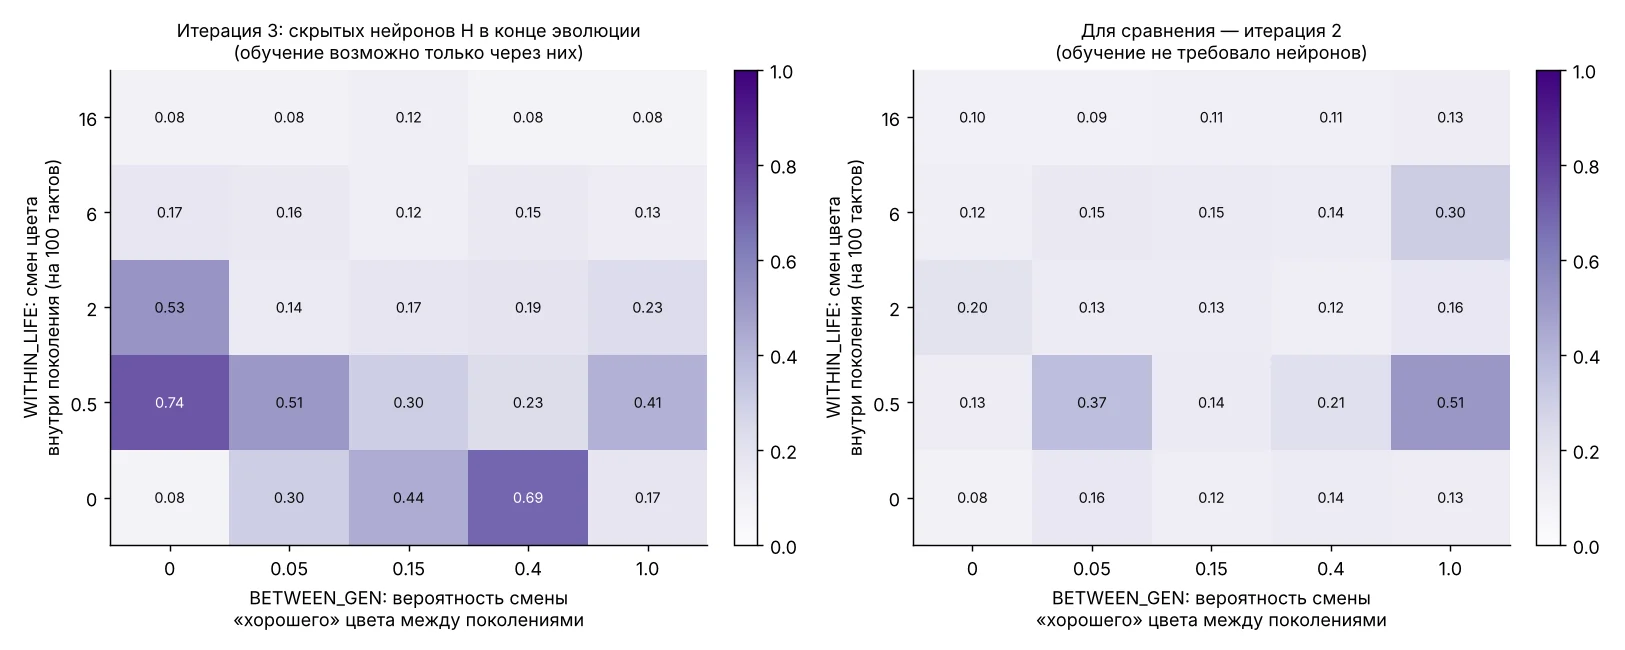 Итерация 3: скрытых нейронов H в конце эволюции
(обучение возможно только через них)
WITHIN_LIFE: смен цвета
внутри поколения (на 100 тактов)
16
0.08 0.08 0.12 0.08 0.08
6
0.17 0.16 0.12 0.15 0.13
2
0.53 0.14 0.17 0.19 0.23
0.5
0.74 0.51 0.30 0.23 0.41
0
0.08 0.30 0.44 0.69 0.17
0 0.05 0.15 0.4 1.0
BETWEEN_GEN: вероятность смены
«хорошего» цвета между поколениями
1.0
0.8
0.6
0.4
0.2
0.0
Для сравнения — итерация 2
(обучение не требовало нейронов)
WITHIN_LIFE: смен цвета
внутри поколения (на 100 тактов)
16
0.10 0.09 0.11 0.11 0.13
6
0.12 0.15 0.15 0.14 0.30
2
0.20 0.13 0.13 0.12 0.16
0.5
0.13 0.37 0.14 0.21 0.51
0
0.08 0.16 0.12 0.14 0.13
0 0.05 0.15 0.4 1.0
BETWEEN_GEN: вероятность смены
«хорошего» цвета между поколениями
1.0
0.8
0.6
0.4
0.2
0.0